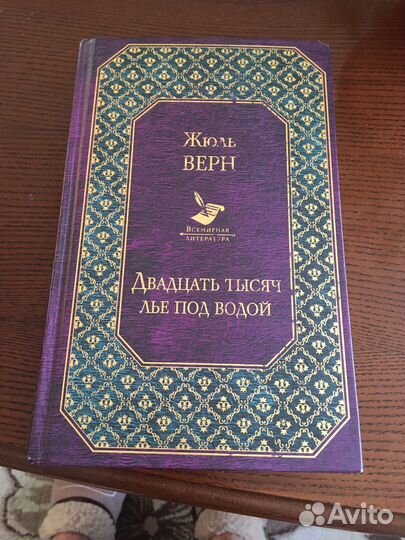 Жюль
ВЕРН
ВСЕМИРНАЯ
ЛИТЕРАТУРА
ДВАДЦАТЬ ТЫСЯЧ
ЛЬЕ ПОД ВОДОЙ
Avito